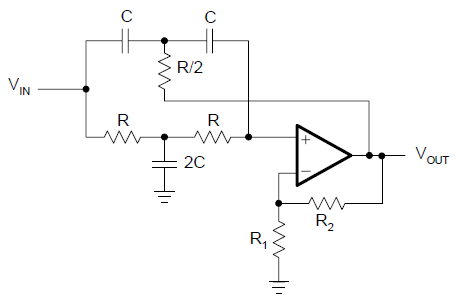 C C
R/2
V_IN
R R
+
2C
−
V_OUT
R_2
R_1